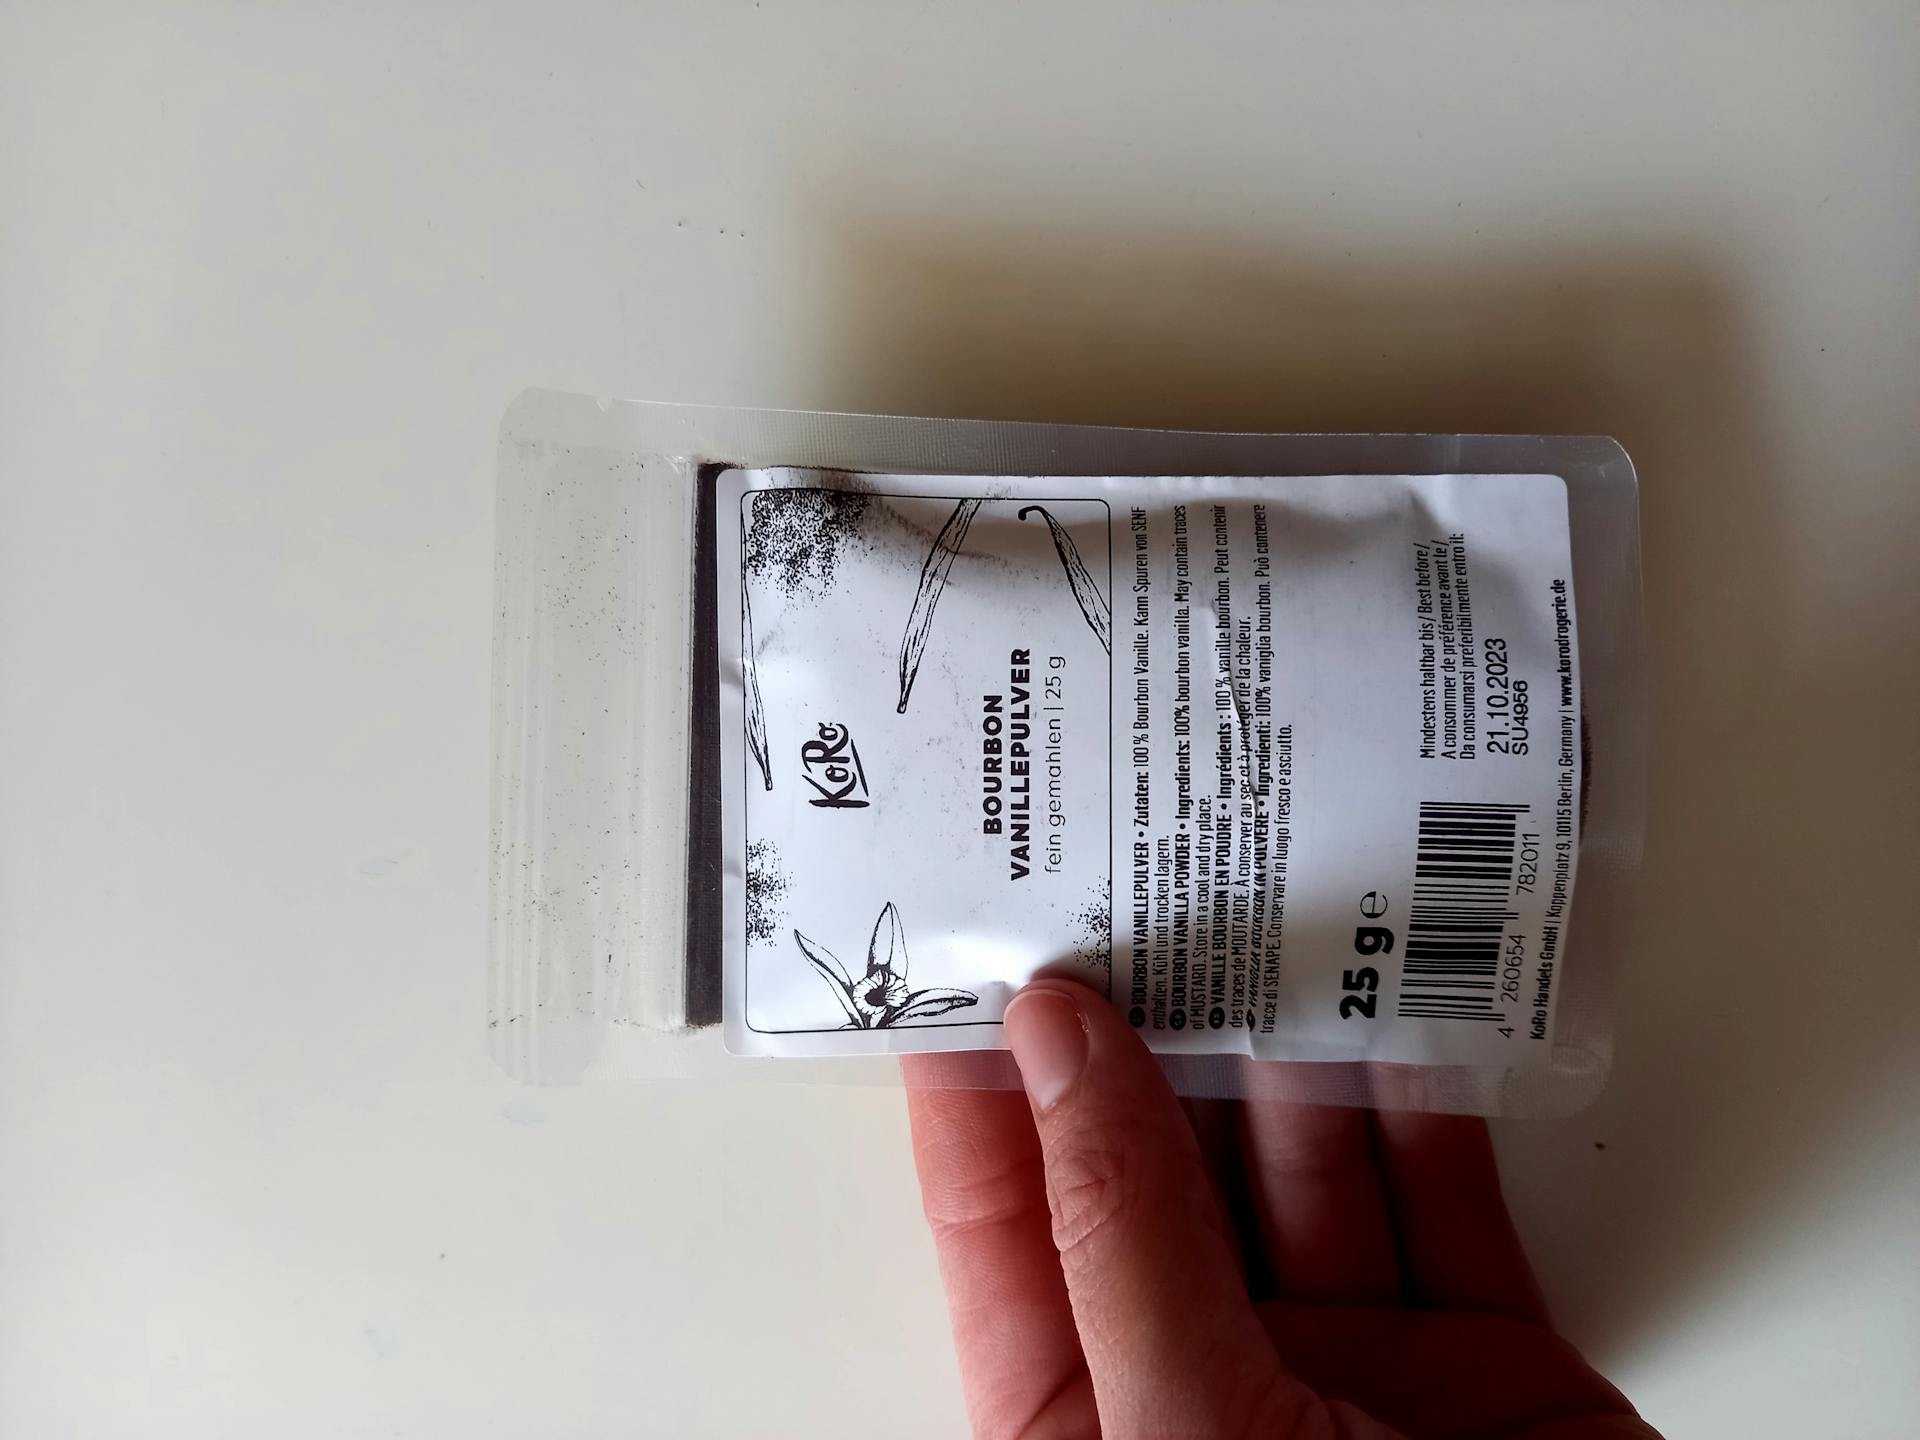 KoRo
BOURBON
VANILLEPULVER
fein gemahlen | 25 g
BOURBON VANILLEPULVER • Zutaten: 100 % Bourbon Vanille. Kann Spuren von SENF
enthalten. Kühl und trocken lagern.
BOURBON VANILLA POWDER • Ingredients: 100% bourbon vanilla. May contain traces
of MUSTARD. Store in a cool and dry place.
VANILLE BOURBON EN POUDRE • Ingrédients : 100 % vanille bourbon. Peut contenir
des traces de MOUTARDE. À conserver au sec et à protéger de la chaleur.
BOURBON IN POLVERE • Ingredienti: 100% vaniglia bourbon. Può contenere
tracce di SENAPE. Conservare in luogo fresco e asciutto.
25 g e
Mindestens haltbar bis/ Best before/
A consommer de préférence avant le/
Da consumarsi preferibilmente entro il:
21.10.2023
SU4956
4 260654 782011
KoRo Handels GmbH | Koppenplatz 9, 10115 Berlin, Germany | www.korodrogerie.de